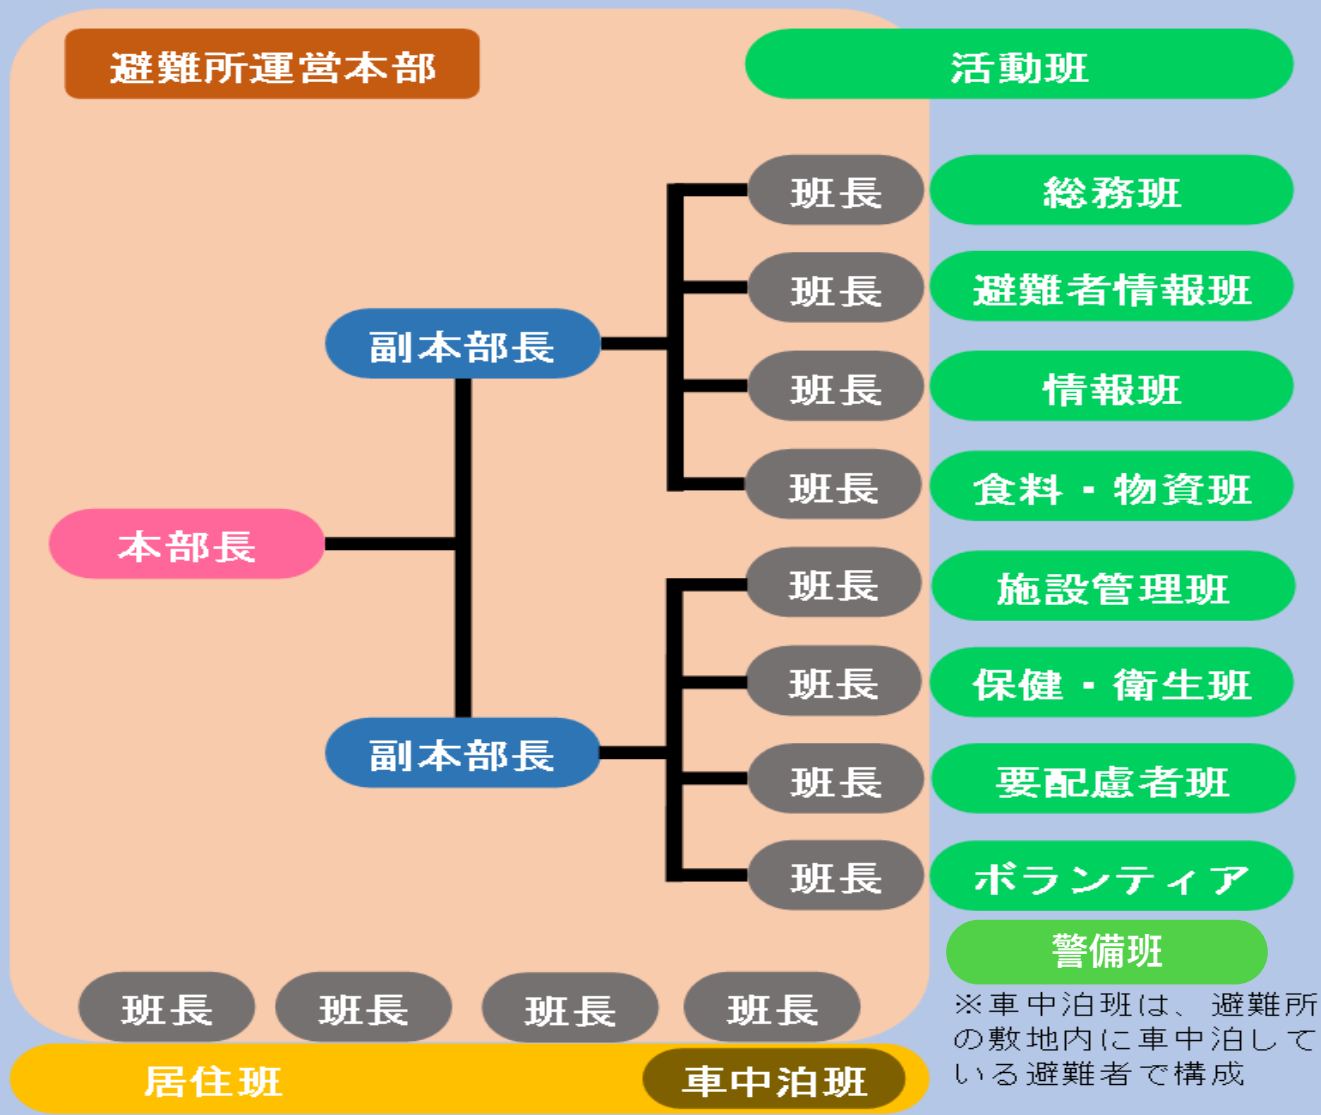 避難所運営本部
活動班
班長
総務班
班長
避難者情報班
副本部長
班長
情報班
班長
食料・物資班
本部長
班長
施設管理班
班長
保健・衛生班
副本部長
班長
要配慮者班
班長
ボランティア
警備班
班長
班長
班長
班長
※車中泊班は、避難所
の敷地内に車中泊して
いる避難者で構成
居住班
車中泊班